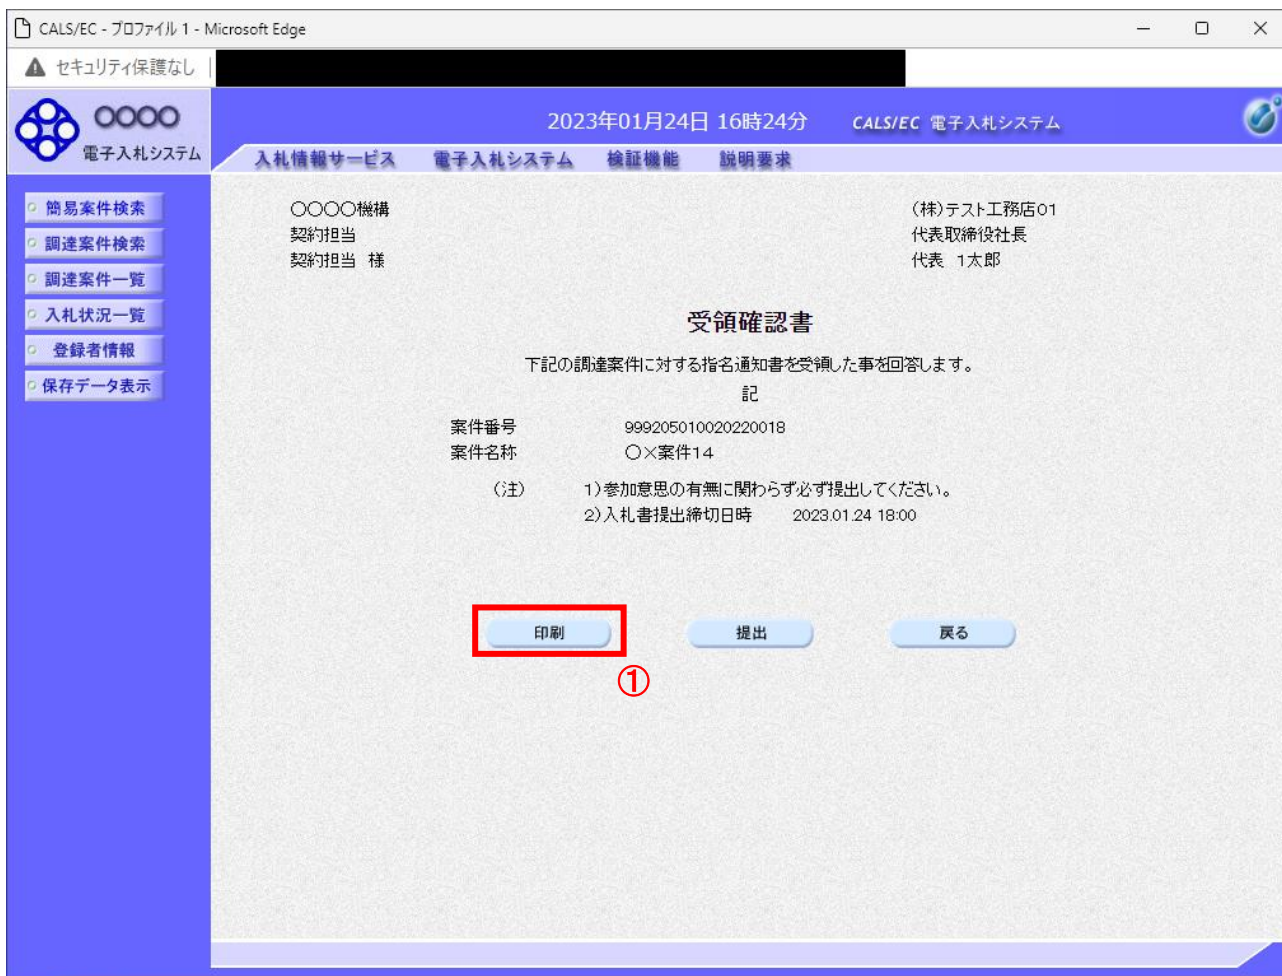 CALS/EC - プロファイル 1 - Microsoft Edge
セキュリティ保護なし
〇〇〇〇
電子入札システム
2023年01月24日 16時24分
CALS/EC 電子入札システム
入札情報サービス 電子入札システム 検証機能 説明要求
簡易案件検索
調達案件検索
調達案件一覧
入札状況一覧
登録者情報
保存データ表示
〇〇〇〇機構
契約担当
契約担当 様
(株)テスト工務店01
代表取締役社長
代表 1太郎
受領確認書
下記の調達案件に対する指名通知書を受領した事を回答します。
記
案件番号 999205010020220018
案件名称 〇×案件14
(注) 1)参加意思の有無に関わらず必ず提出してください。
2)入札書提出締切日時 2023.01.24 18:00
印刷 提出 戻る
①